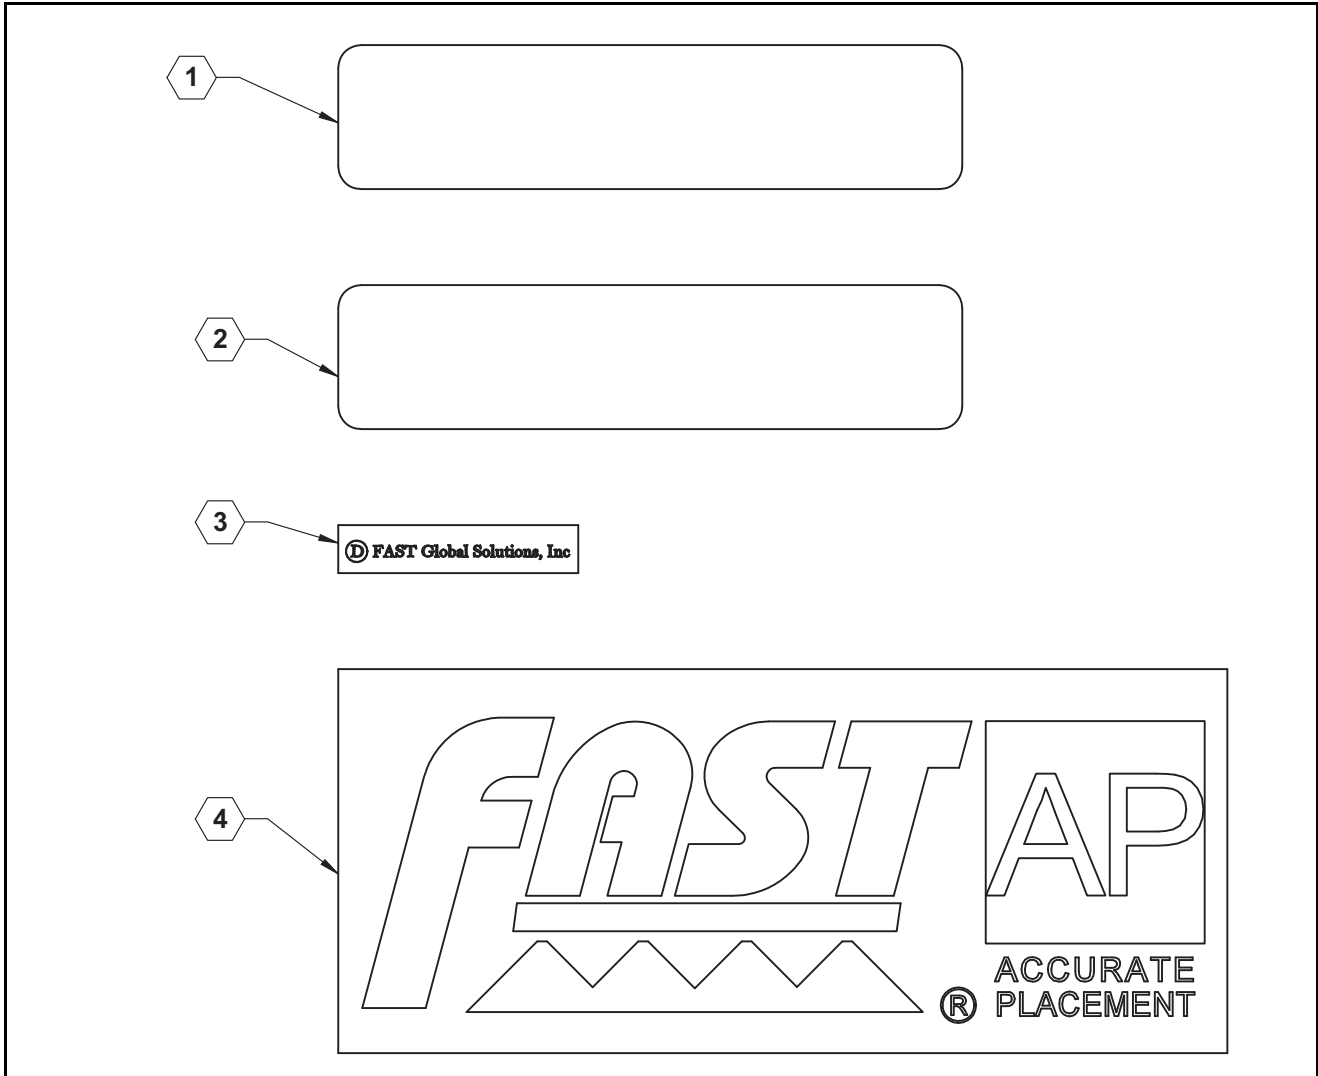 1
2
3
Ⓓ FAST Global Solutions, Inc
4
FAST
AP
ACCURATE
® PLACEMENT